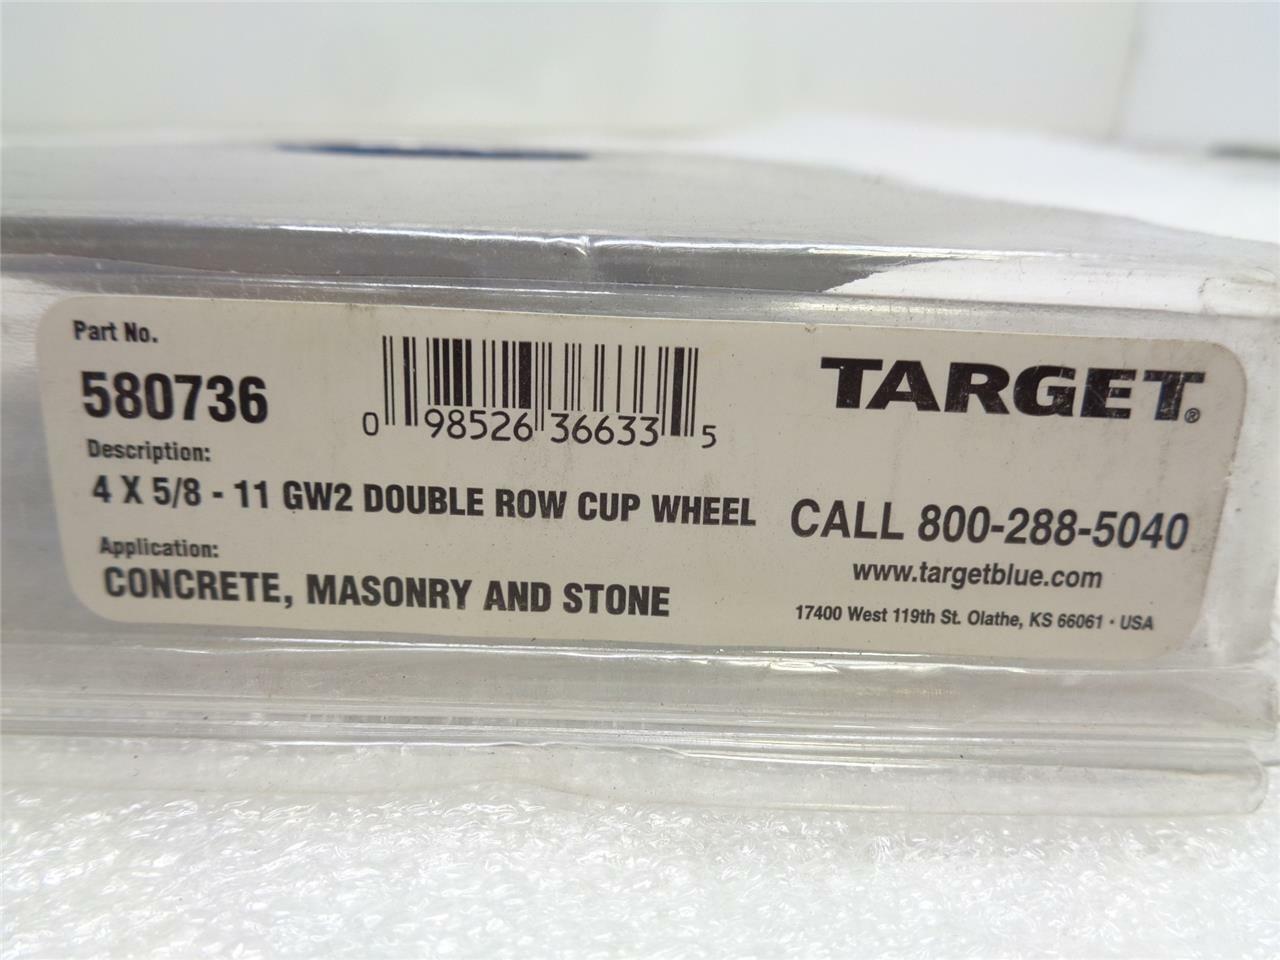 Part No.
580736
0 98526 36633 5
Description:
4 X 5/8 - 11 GW2 DOUBLE ROW CUP WHEEL
Application:
CONCRETE, MASONRY AND STONE
TARGET®
CALL 800-288-5040
www.targetblue.com
17400 West 119th St. Olathe, KS 66061 • USA